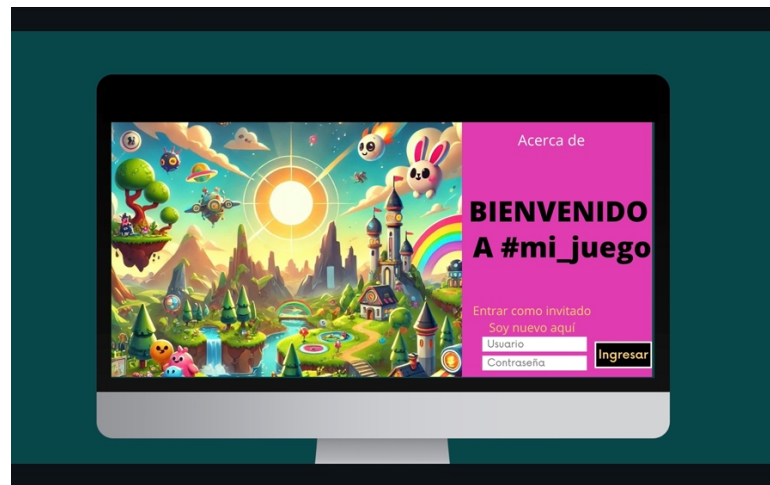 Acerca de
BIENVENIDO
A #mi_juego
Entrar como invitado
Soy nuevo aquí
Usuario
Contraseña
Ingresar